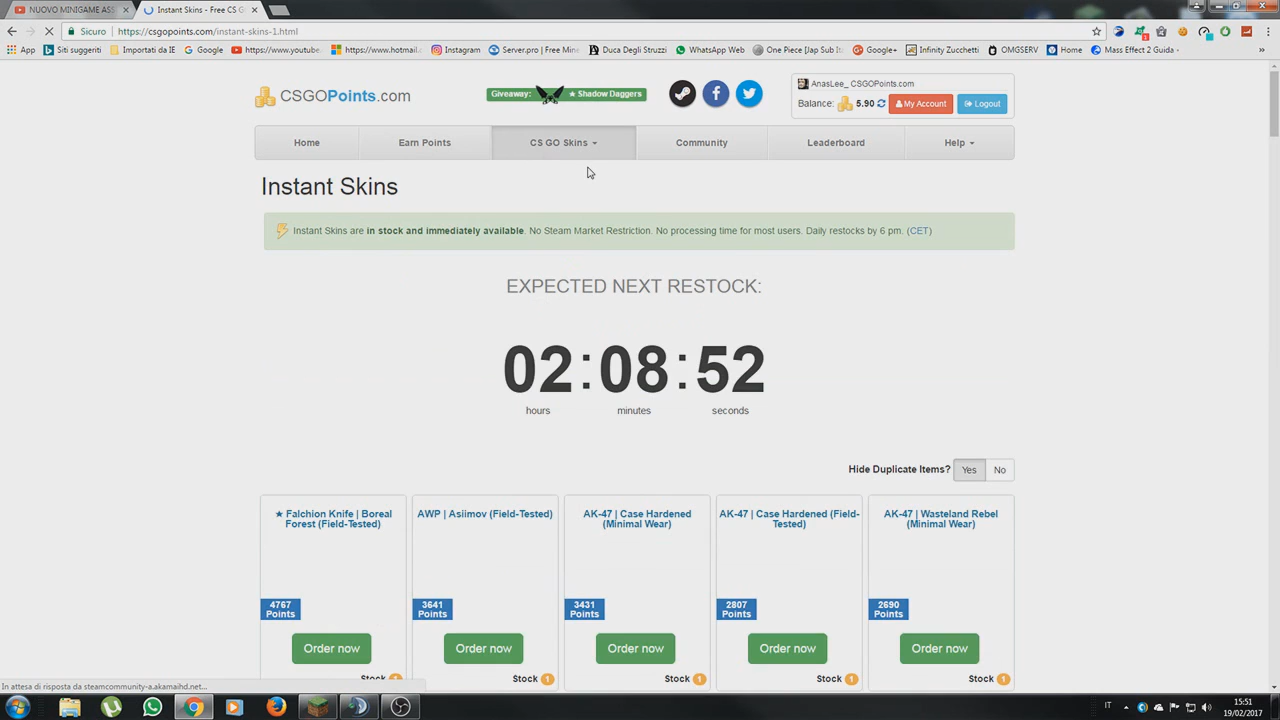 NUOVO MINIGAME ASS
Instant Skins - Free CS G
Sicuro
https://csgopoints.com/instant-skins-1.html
App
Siti suggeriti
Importati da IE
Google
https://www.youtube.
https://www.hotmail.
Instagram
Server.pro | Free Mine
Duca Degli Struzzi
WhatsApp Web
One Piece [Jap Sub It
Google+
Infinity Zucchetti
OMGSERV
Home
Mass Effect 2 Guida -
»
CSGOPoints.com
Giveaway:
★ Shadow Daggers
AnasLee_ CSGOPoints.com
Balance:
5.90
My Account
Logout
Home
Earn Points
CS GO Skins
Community
Leaderboard
Help
Instant Skins
Instant Skins are in stock and immediately available. No Steam Market Restriction. No processing time for most users. Daily restocks by 6 pm. (CET)
EXPECTED NEXT RESTOCK:
02:08:52
hours
minutes
seconds
Hide Duplicate Items?
Yes
No
★ Falchion Knife | Boreal
Forest (Field-Tested)
4767
Points
Order now
Stock 1
AWP | Asiimov (Field-Tested)
3641
Points
Order now
Stock 1
AK-47 | Case Hardened
(Minimal Wear)
3431
Points
Order now
Stock 1
AK-47 | Case Hardened (Field-
Tested)
2807
Points
Order now
Stock 1
AK-47 | Wasteland Rebel
(Minimal Wear)
2690
Points
Order now
Stock 1
In attesa di risposta da steamcommunity-a.akamaihd.net...
IT
15:51
19/02/2017